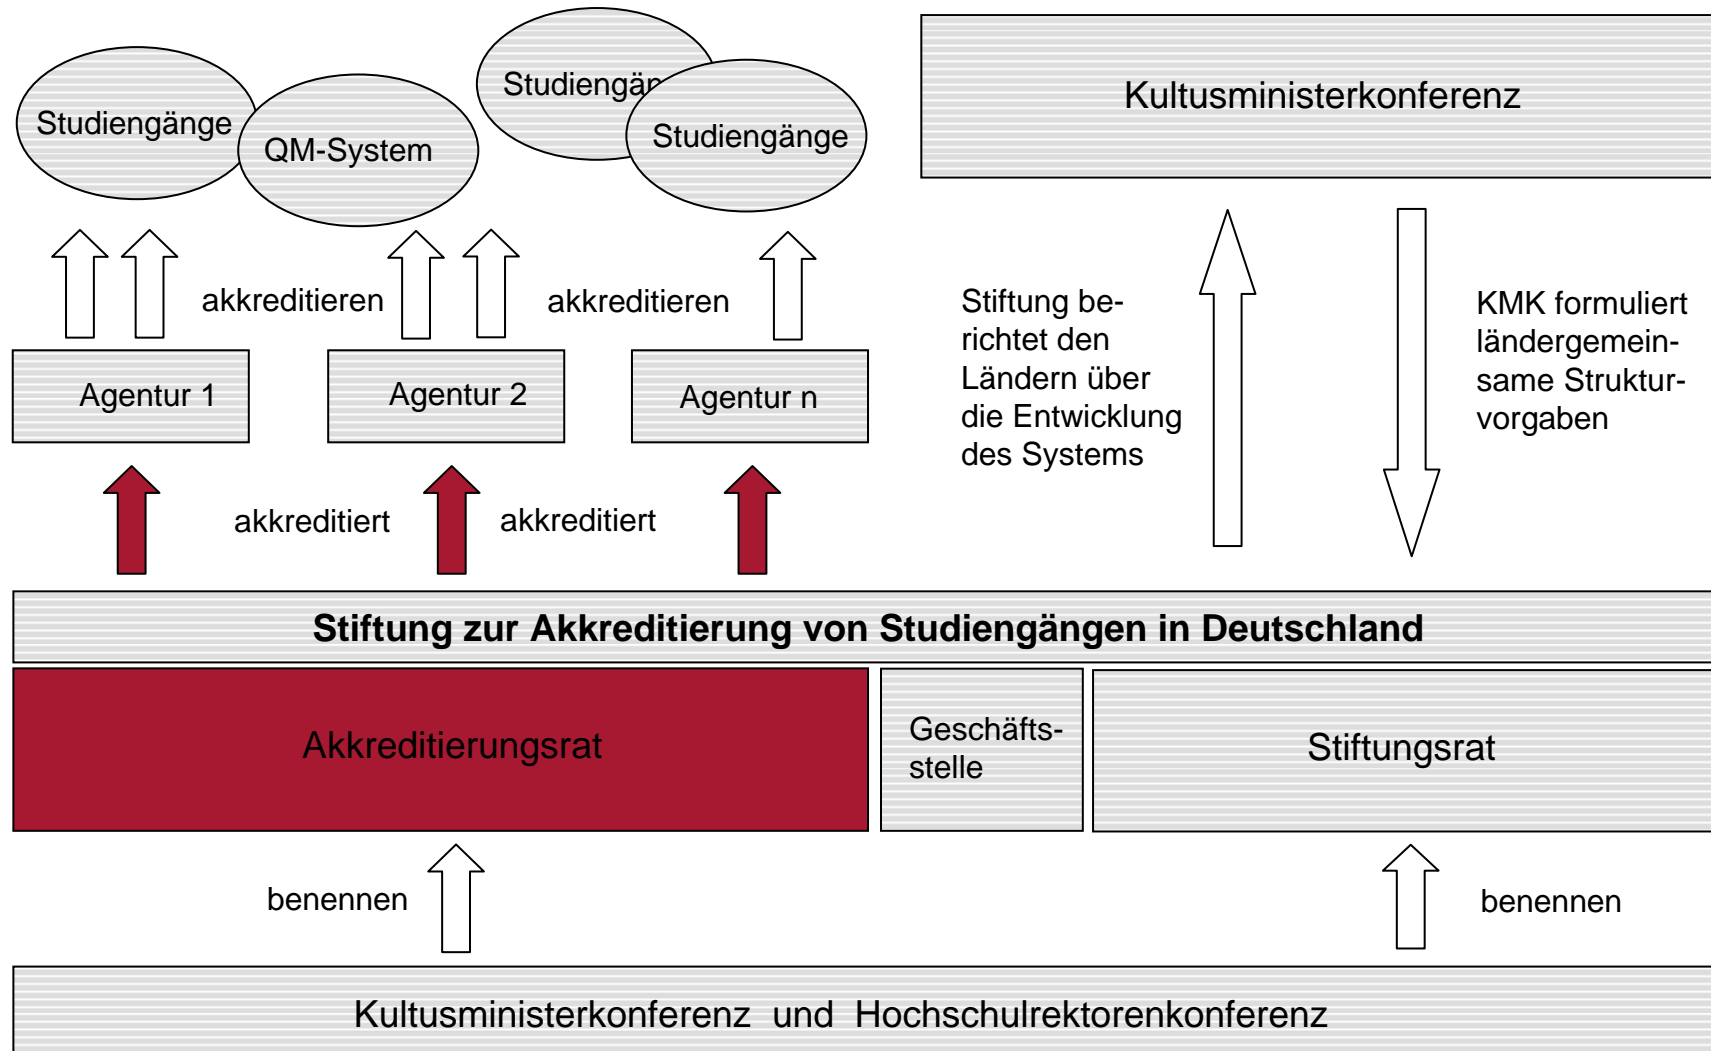 Studiengänge
QM-System
Studiengän
Studiengänge
Kultusministerkonferenz
akkreditieren
akkreditieren
Agentur 1
Agentur 2
Agentur n
Stiftung be-
richtet den
Ländern über
die Entwicklung
des Systems
KMK formuliert
ländergemein-
same Struktur-
vorgaben
akkreditiert
akkreditiert
Stiftung zur Akkreditierung von Studiengängen in Deutschland
Akkreditierungsrat
Geschäfts-
stelle
Stiftungsrat
benennen
benennen
Kultusministerkonferenz und Hochschulrektorenkonferenz